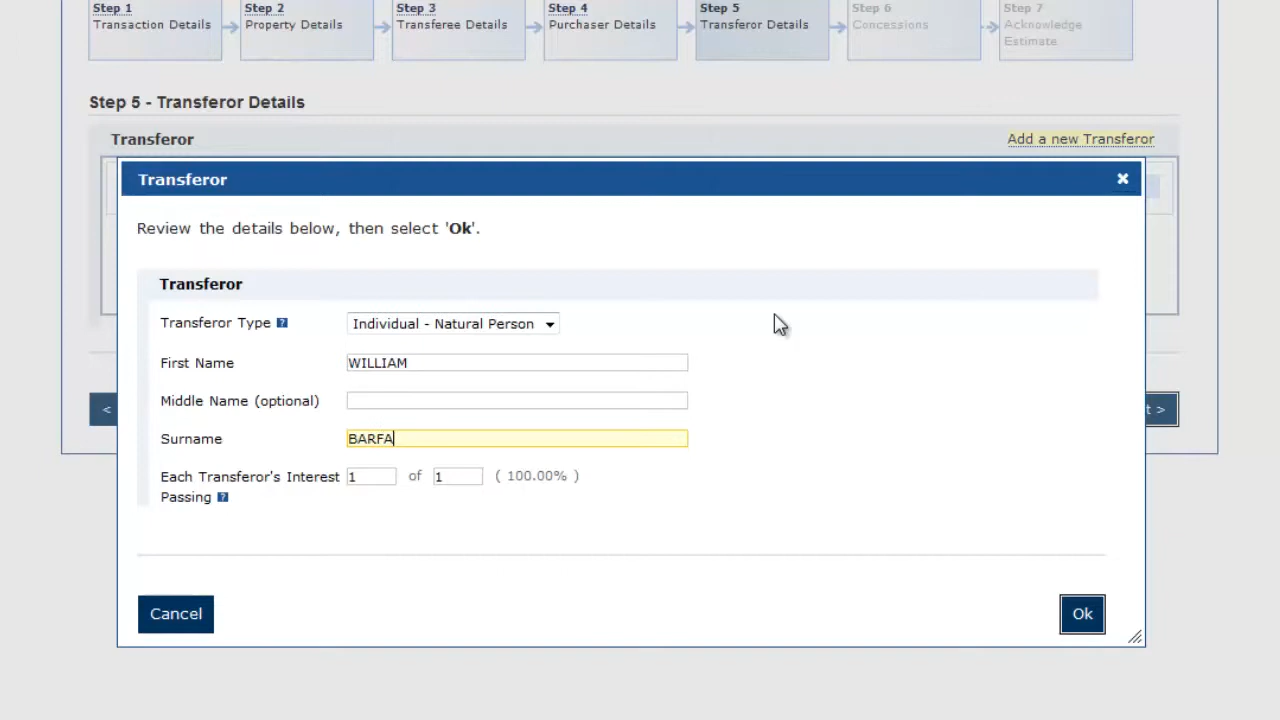 Step 1
Transaction Details
Step 2
Property Details
Step 3
Transferee Details
Step 4
Purchaser Details
Step 5
Transferor Details
Step 6
Concessions
Step 7
Acknowledge
Estimate
Step 5 - Transferor Details
Transferor
Add a new Transferor
Transferor
Review the details below, then select 'Ok'.
Transferor
Transferor Type ?
Individual - Natural Person
First Name
WILLIAM
Middle Name (optional)
Surname
BARFA
Each Transferor's Interest
Passing ?
1 of 1 ( 100.00% )
<
t >
Cancel
Ok